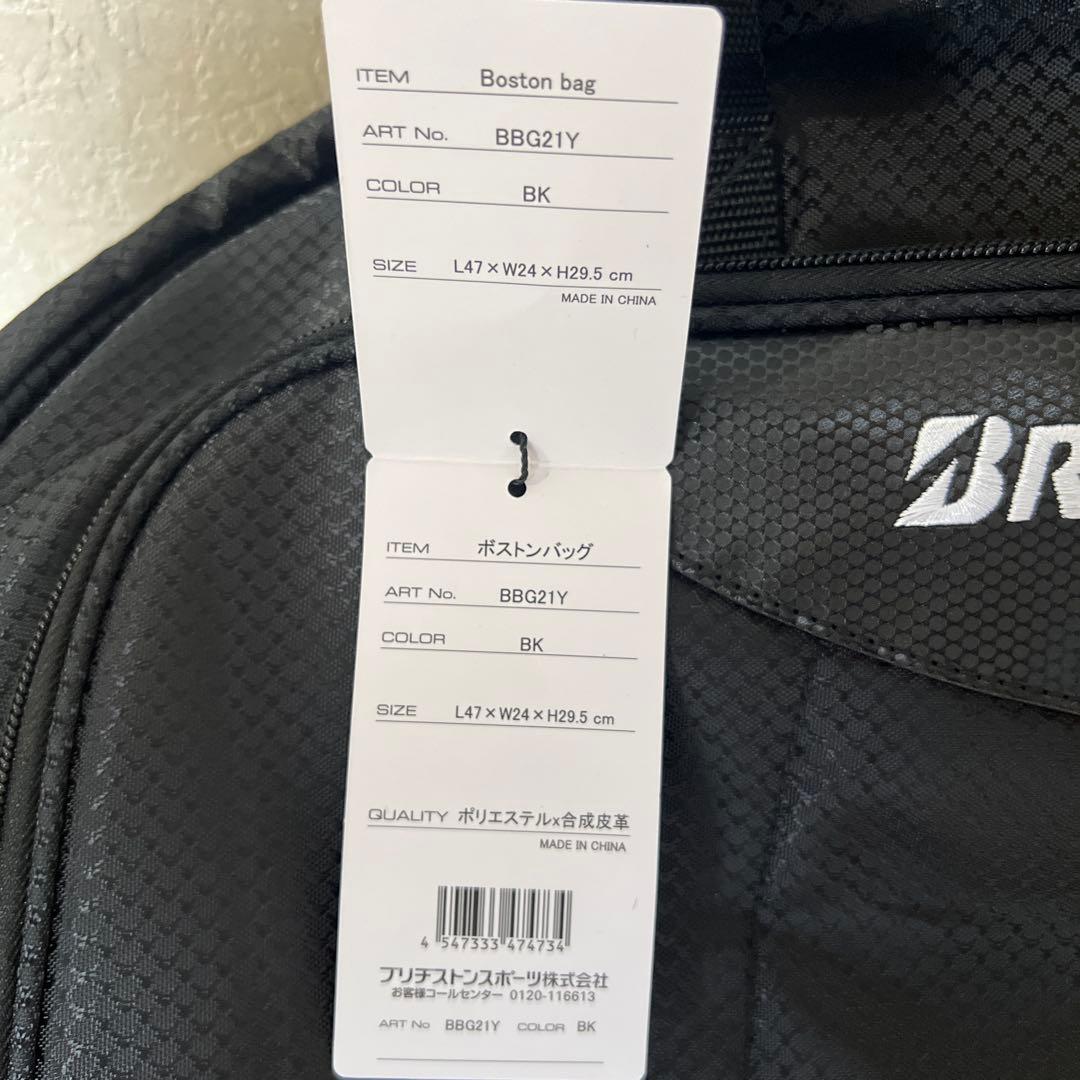 ITEM Boston bag
ART No. BBG21Y
COLOR BK
SIZE L47×W24×H29.5 cm
MADE IN CHINA
BR
ITEM ボストンバッグ
ART No. BBG21Y
COLOR BK
SIZE L47×W24×H29.5 cm
QUALITY ポリエステルx合成皮革
MADE IN CHINA
4 547333 474734
ブリヂストンスポーツ株式会社
お客様コールセンター 0120-116613
ART No BBG21Y COLOR BK